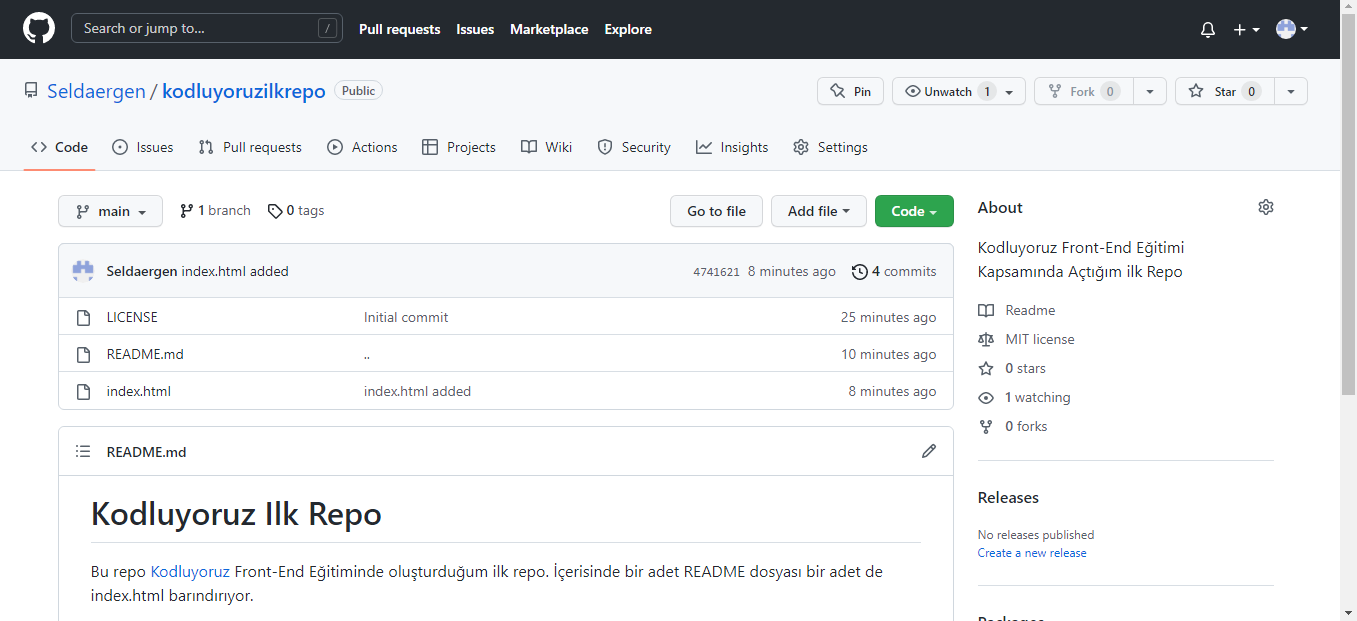 Search or jump to... /
Pull requests Issues Marketplace Explore
Seldaergen / kodluyoruzilkrepo Public
Pin Unwatch 1 Fork 0 Star 0
Code Issues Pull requests Actions Projects Wiki Security Insights Settings
main 1 branch 0 tags Go to file Add file Code
Seldaergen index.html added 4741621 8 minutes ago 4 commits
LICENSE Initial commit 25 minutes ago
README.md .. 10 minutes ago
index.html index.html added 8 minutes ago
README.md
Kodluyoruz Ilk Repo
Bu repo Kodluyoruz Front-End Eğitiminde oluşturduğum ilk repo. İçerisinde bir adet README dosyası bir adet de
index.html barındırıyor.
About
Kodluyoruz Front-End Eğitimi
Kapsamında Açtığım ilk Repo
Readme
MIT license
0 stars
1 watching
0 forks
Releases
No releases published
Create a new release
Packages